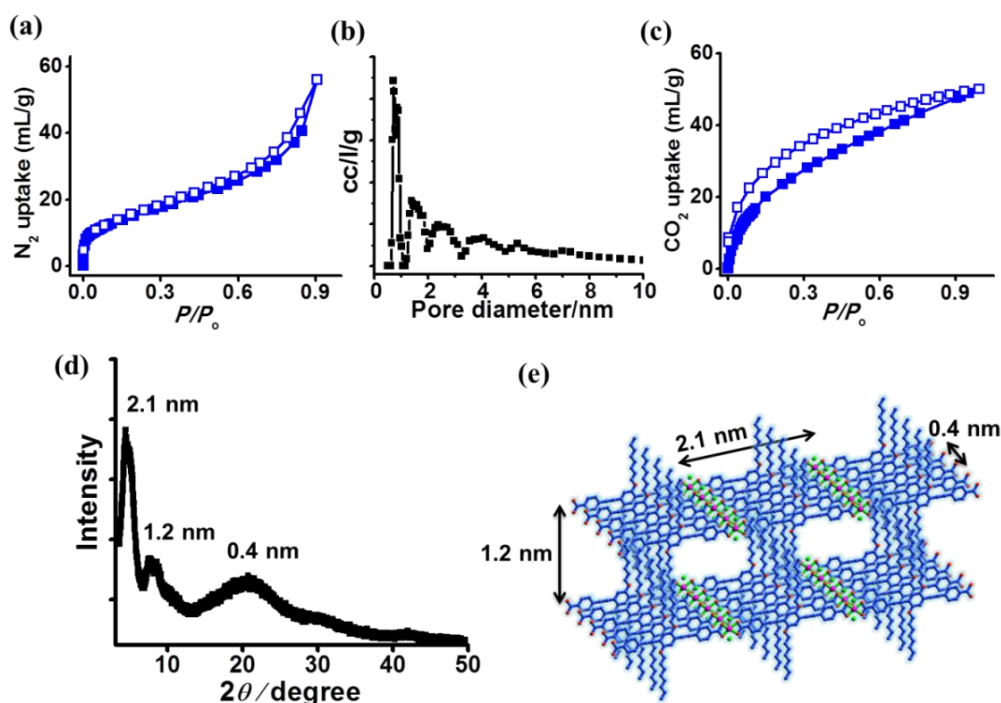 (a)
N₂ uptake (mL/g)
60
40
20
0
0.0 0.3 0.6 0.9
P/Pₒ
(b)
cc/l/g
0 2 4 6 8 10
Pore diameter/nm
(c)
CO₂ uptake (mL/g)
60
40
20
0
0.0 0.3 0.6 0.9
P/Pₒ
(d)
Intensity
2.1 nm
1.2 nm
0.4 nm
10 20 30 40 50
2θ/degree
(e)
2.1 nm
0.4 nm
1.2 nm